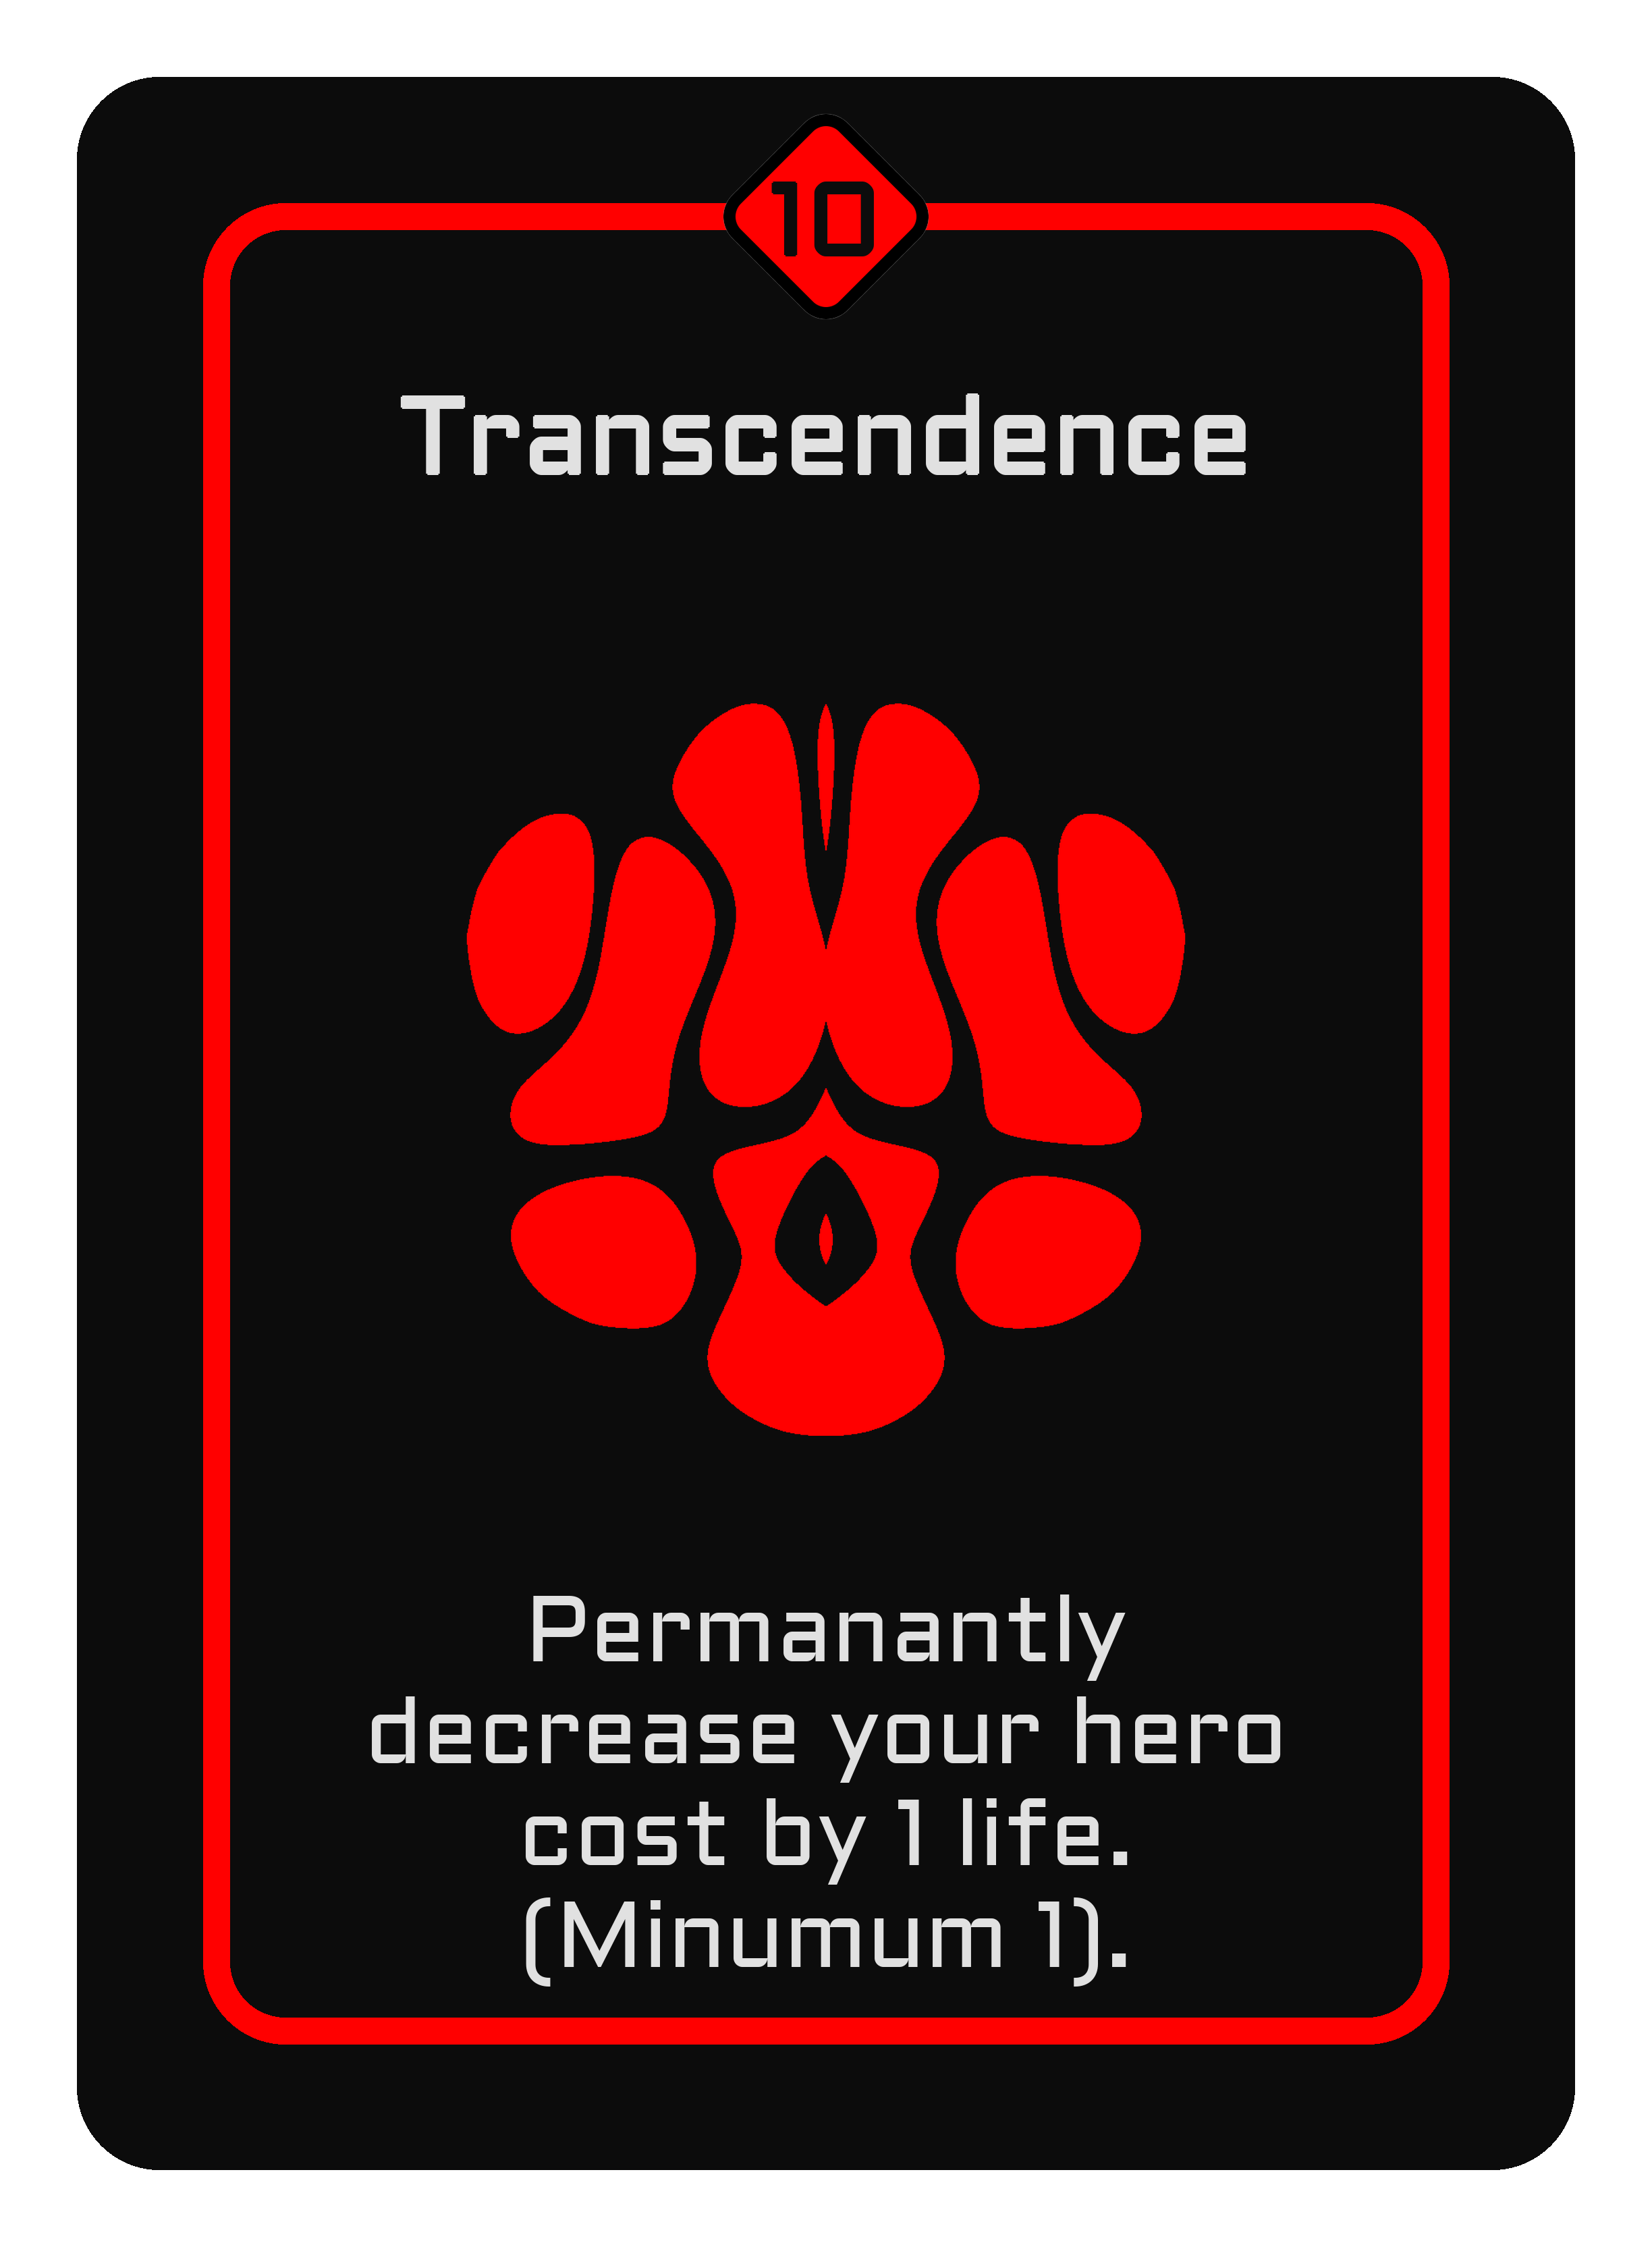 10
Transcendence
Permanantly
decrease your hero
cost by 1 life.
(Minumum 1).